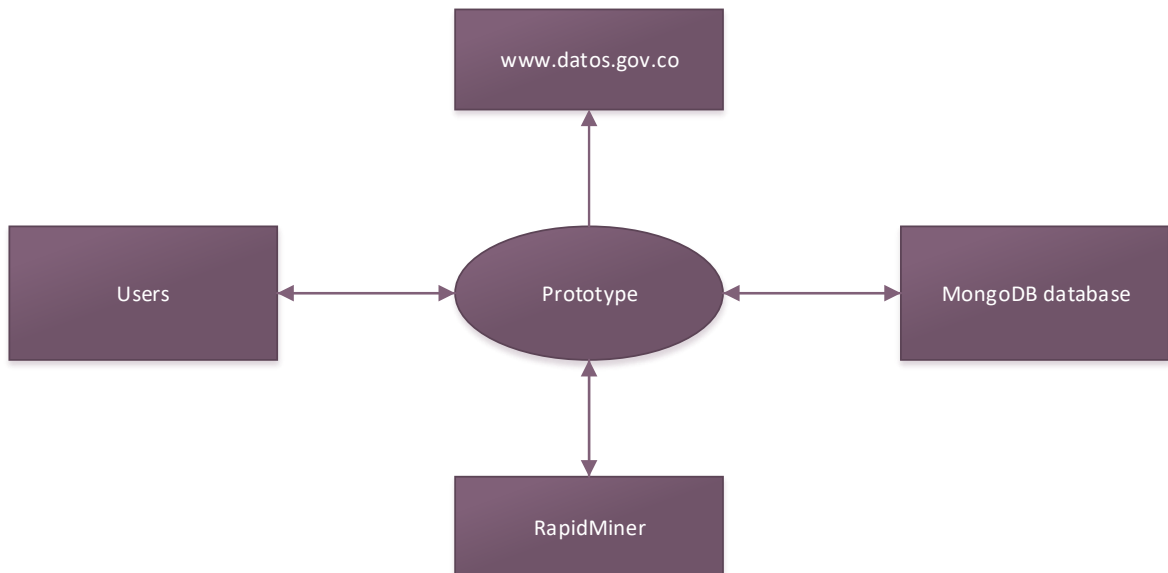 www.datos.gov.co
Users
Prototype
MongoDB database
RapidMiner